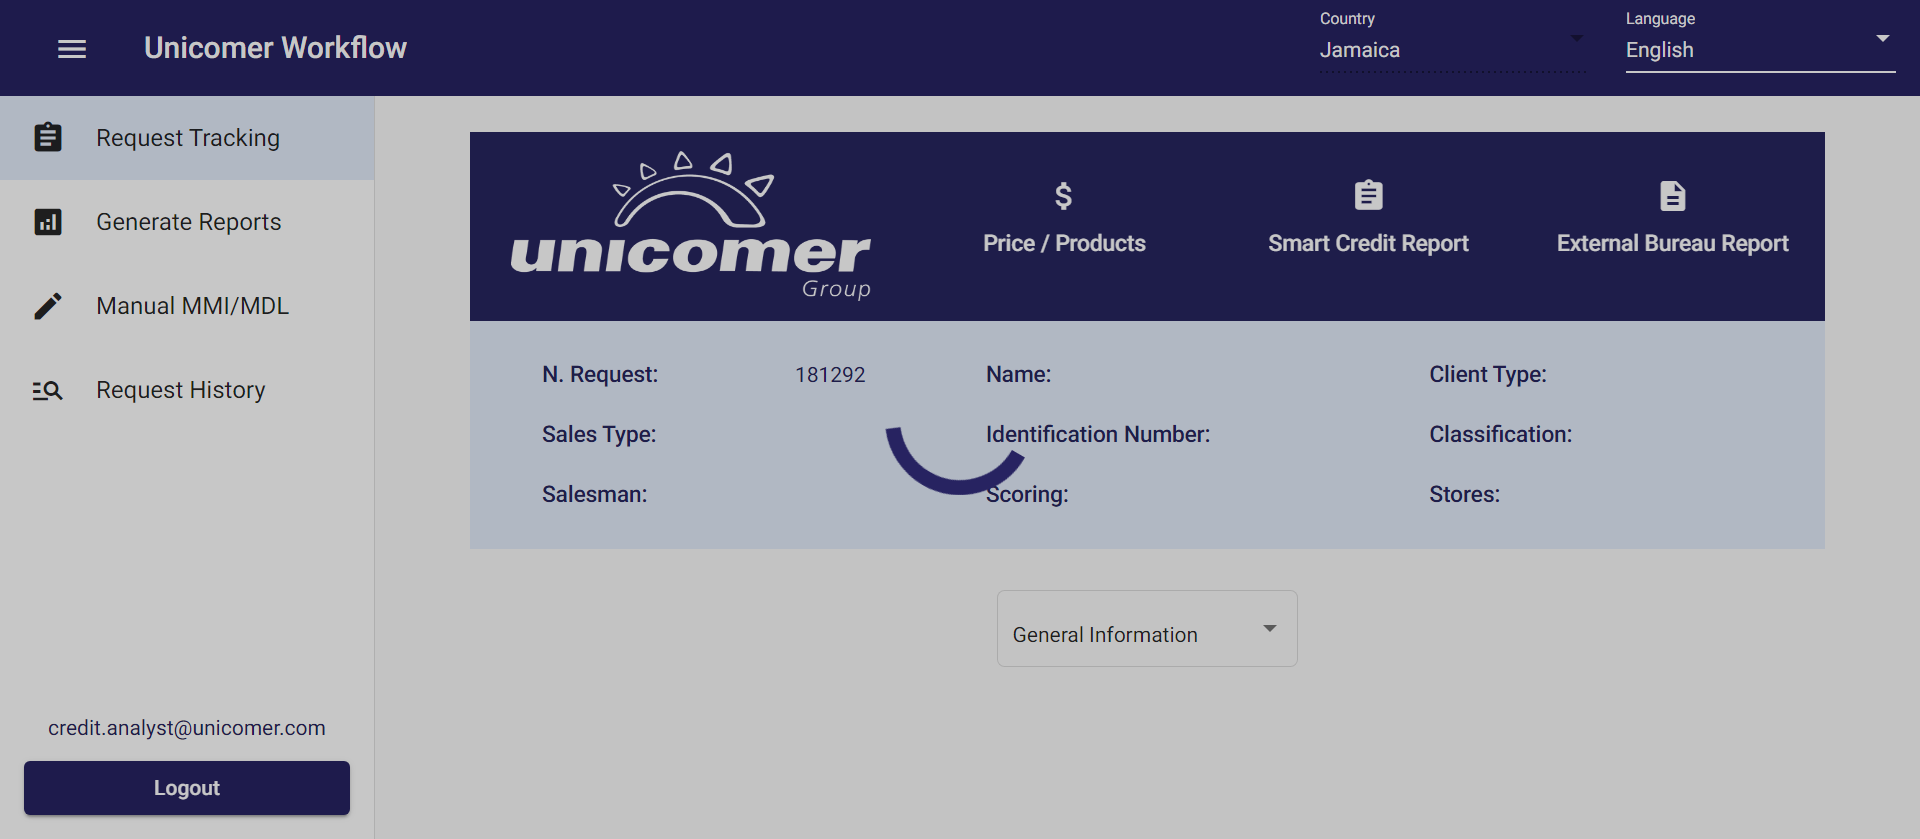 Unicomer Workflow
Country
Jamaica
Language
English
Request Tracking
Generate Reports
Manual MMI/MDL
Request History
credit.analyst@unicomer.com
Logout
unicomer
Group
Price / Products
Smart Credit Report
External Bureau Report
N. Request: 181292 Name: Client Type:
Sales Type: Identification Number: Classification:
Salesman: Scoring: Stores:
General Information